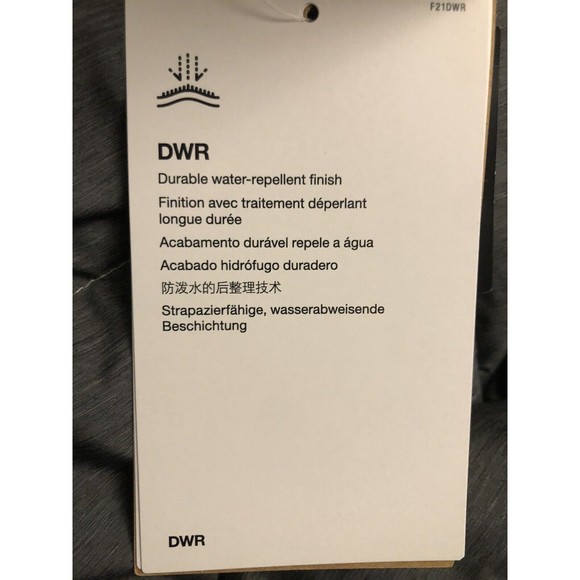 F21DWR
DWR
Durable water-repellent finish
Finition avec traitement déperlant
longue durée
Acabamento durável repele a água
Acabado hidrófugo duradero
防泼水的后整理技术
Strapazierfähige, wasserabweisende
Beschichtung
DWR